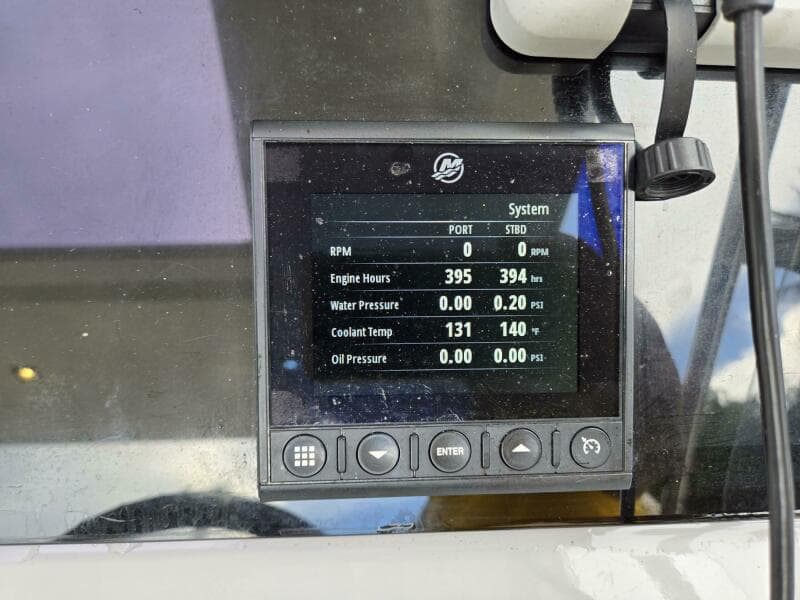 System
PORT STBD
RPM 0 0 RPM
Engine Hours 395 394 hrs
Water Pressure 0.00 0.20 PSI
Coolant Temp 131 140 °F
Oil Pressure 0.00 0.00 PSI
ENTER